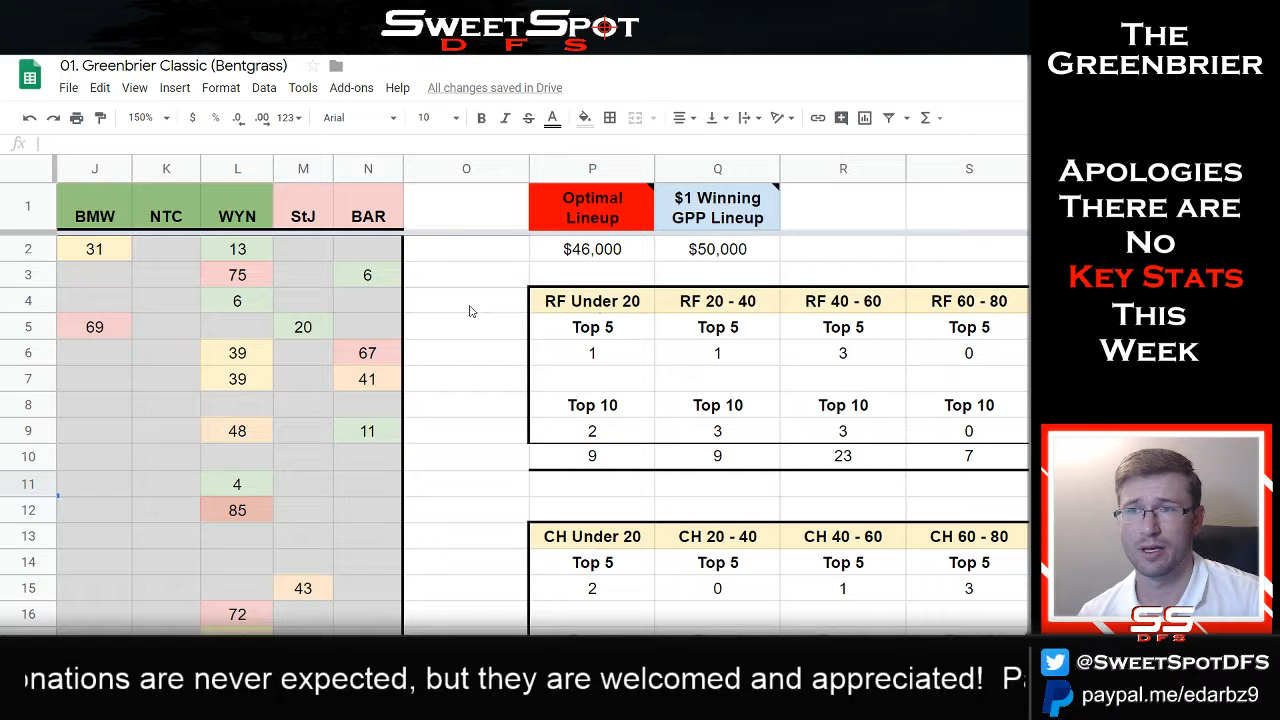 SWEETSPOT
DFS
01. Greenbrier Classic (Bentgrass)
File Edit View Insert Format Data Tools Add-ons Help All changes saved in Drive
150% $ % .0 .00 123 Arial 10 B I S A Σ
fx
J K L M N O P Q R S
1 BMW NTC WYN StJ BAR Optimal Lineup $1 Winning GPP Lineup
2 31 13 $46,000 $50,000
3 75 6
4 6 RF Under 20 RF 20 - 40 RF 40 - 60 RF 60 - 80
5 69 20 Top 5 Top 5 Top 5 Top 5
6 39 67 1 1 3 0
7 39 41
8 Top 10 Top 10 Top 10 Top 10
9 48 11 2 3 3 0
10 9 9 23 7
11 4
12 85
13 CH Under 20 CH 20 - 40 CH 40 - 60 CH 60 - 80
14 Top 5 Top 5 Top 5 Top 5
15 43 2 0 1 3
16 72
THE
GREENBRIER
APOLOGIES
THERE ARE
NO
KEY STATS
THIS
WEEK
SS
DFS
onations are never expected, but they are welcomed and appreciated!
@SWEETSPOTDFS
paypal.me/edarbz9